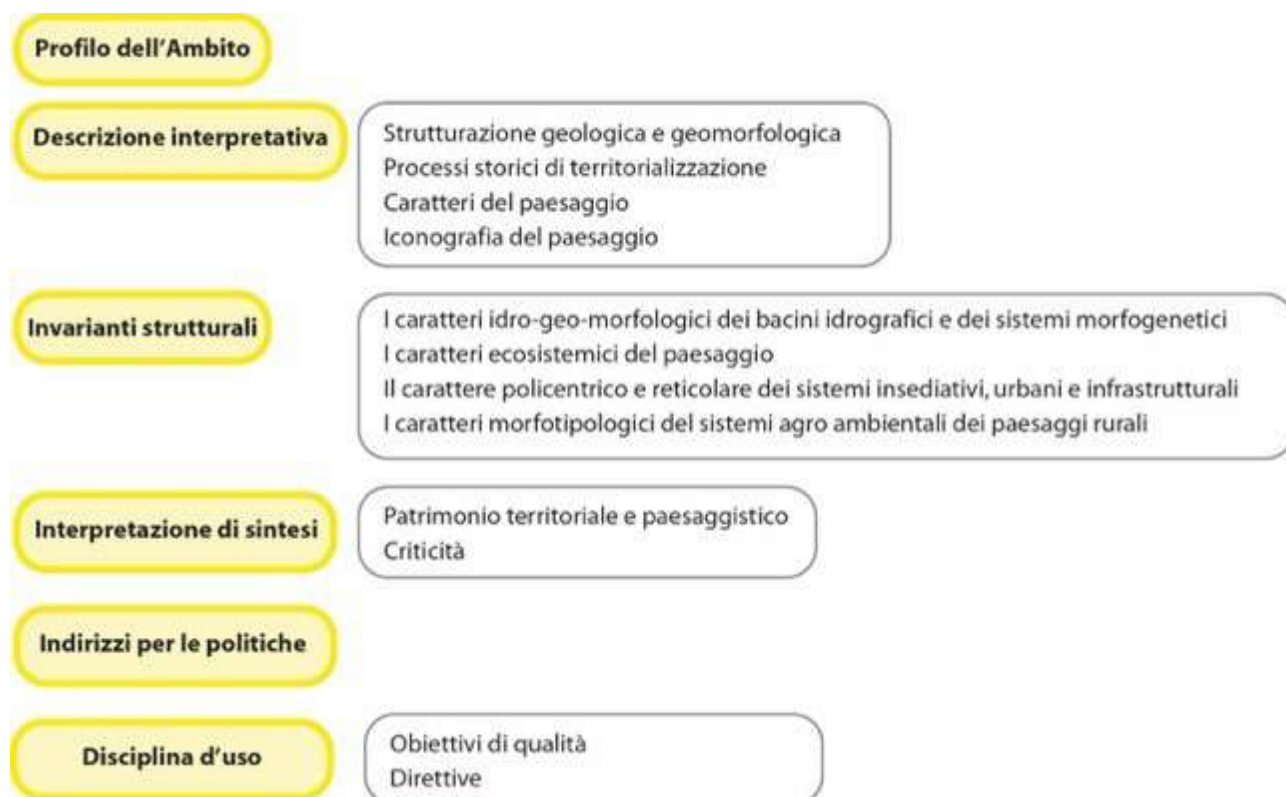 Profilo dell'Ambito
Descrizione interpretativa
Strutturazione geologica e geomorfologica
Processi storici di territorializzazione
Caratteri del paesaggio
Iconografia del paesaggio
Invarianti strutturali
I caratteri idro-geo-morfologici dei bacini idrografici e dei sistemi morfogenetici
I caratteri ecosistemici del paesaggio
Il carattere policentrico e reticolare dei sistemi insediativi, urbani e infrastrutturali
I caratteri morfotipologici del sistemi agro ambientali dei paesaggi rurali
Interpretazione di sintesi
Patrimonio territoriale e paesaggistico
Criticità
Indirizzi per le politiche
Disciplina d'uso
Obiettivi di qualità
Direttive